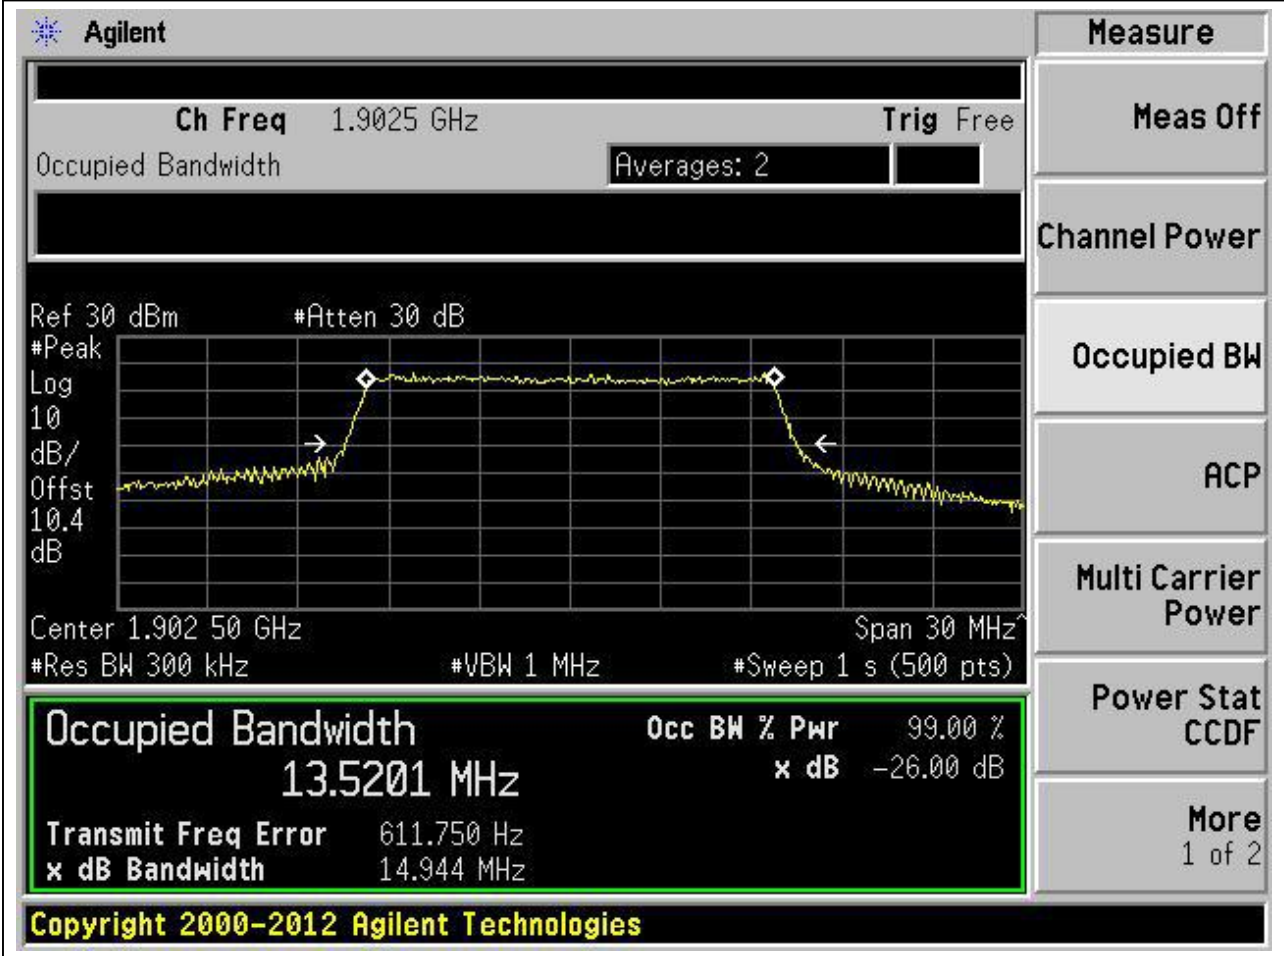 Agilent
Measure
Ch Freq 1.9025 GHz Trig Free
Meas Off
Occupied Bandwidth Averages: 2
Channel Power
Ref 30 dBm #Atten 30 dB
#Peak
Log
10
dB/
Offst
10.4
dB
Occupied BW
ACP
Center 1.902 50 GHz Span 30 MHz^
#Res BW 300 kHz #VBW 1 MHz #Sweep 1 s (500 pts)
Multi Carrier
Power
Occupied Bandwidth Occ BW % Pwr 99.00 %
13.5201 MHz x dB -26.00 dB
Transmit Freq Error 611.750 Hz
x dB Bandwidth 14.944 MHz
Power Stat
CCDF
More
1 of 2
Copyright 2000-2012 Agilent Technologies